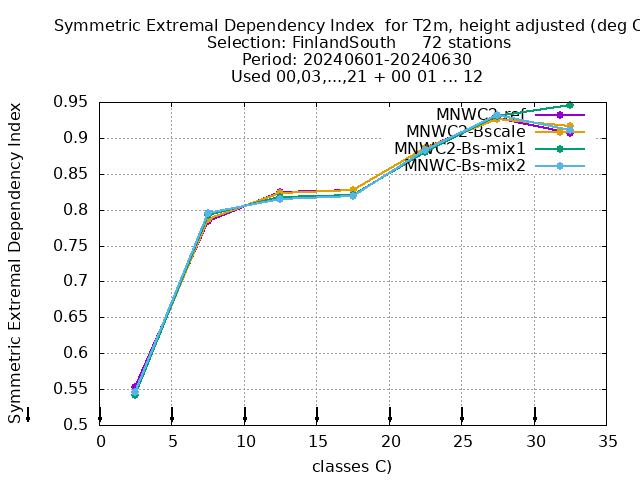 Symmetric Extremal Dependency Index for T2m, height adjusted (deg C
Selection: FinlandSouth 72 stations
Period: 20240601-20240630
Used 00,03,...,21 + 00 01 ... 12
Symmetric Extremal Dependency Index
0.95
0.9
0.85
0.8
0.75
0.7
0.65
0.6
0.55
0.5
MNWC2-ref
MNWC2-Bscale
MNWC2-Bs-mix1
MNWC-Bs-mix2
0 5 10 15 20 25 30 35
classes C)